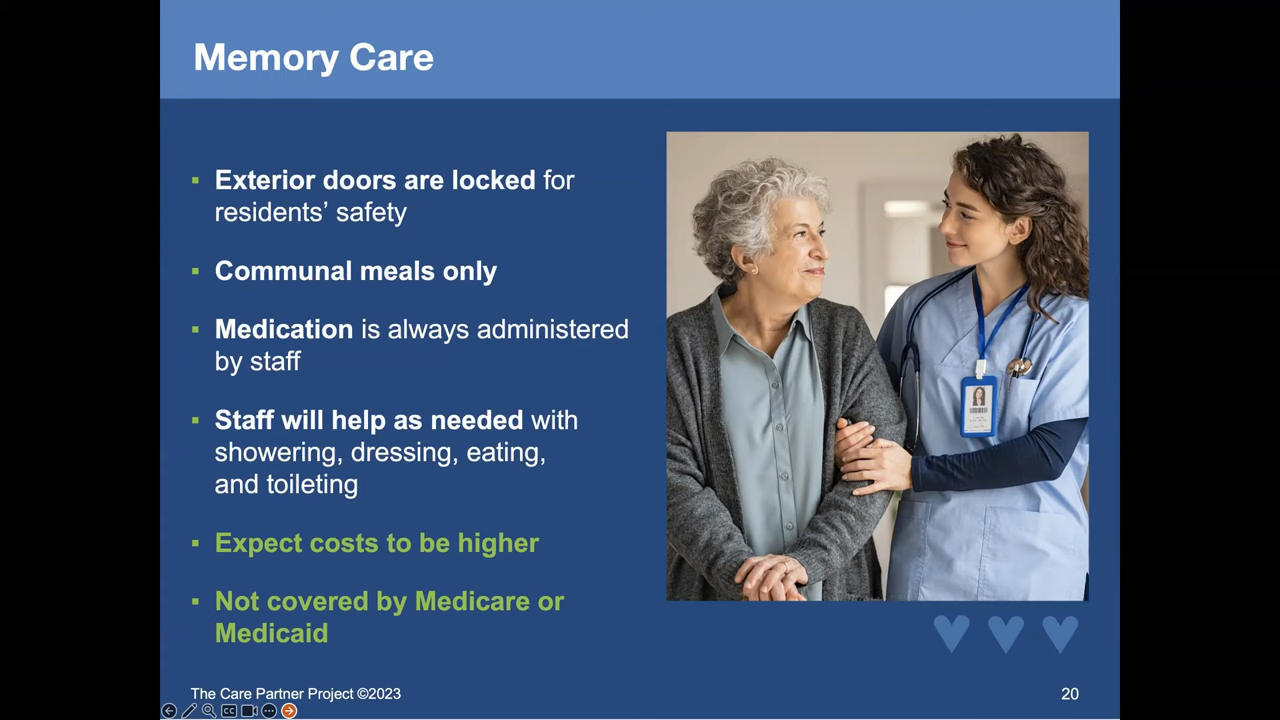 Memory Care
▪ Exterior doors are locked for
residents’ safety
▪ Communal meals only
▪ Medication is always administered
by staff
▪ Staff will help as needed with
showering, dressing, eating,
and toileting
▪ Expect costs to be higher
▪ Not covered by Medicare or
Medicaid
The Care Partner Project ©2023
20
CC